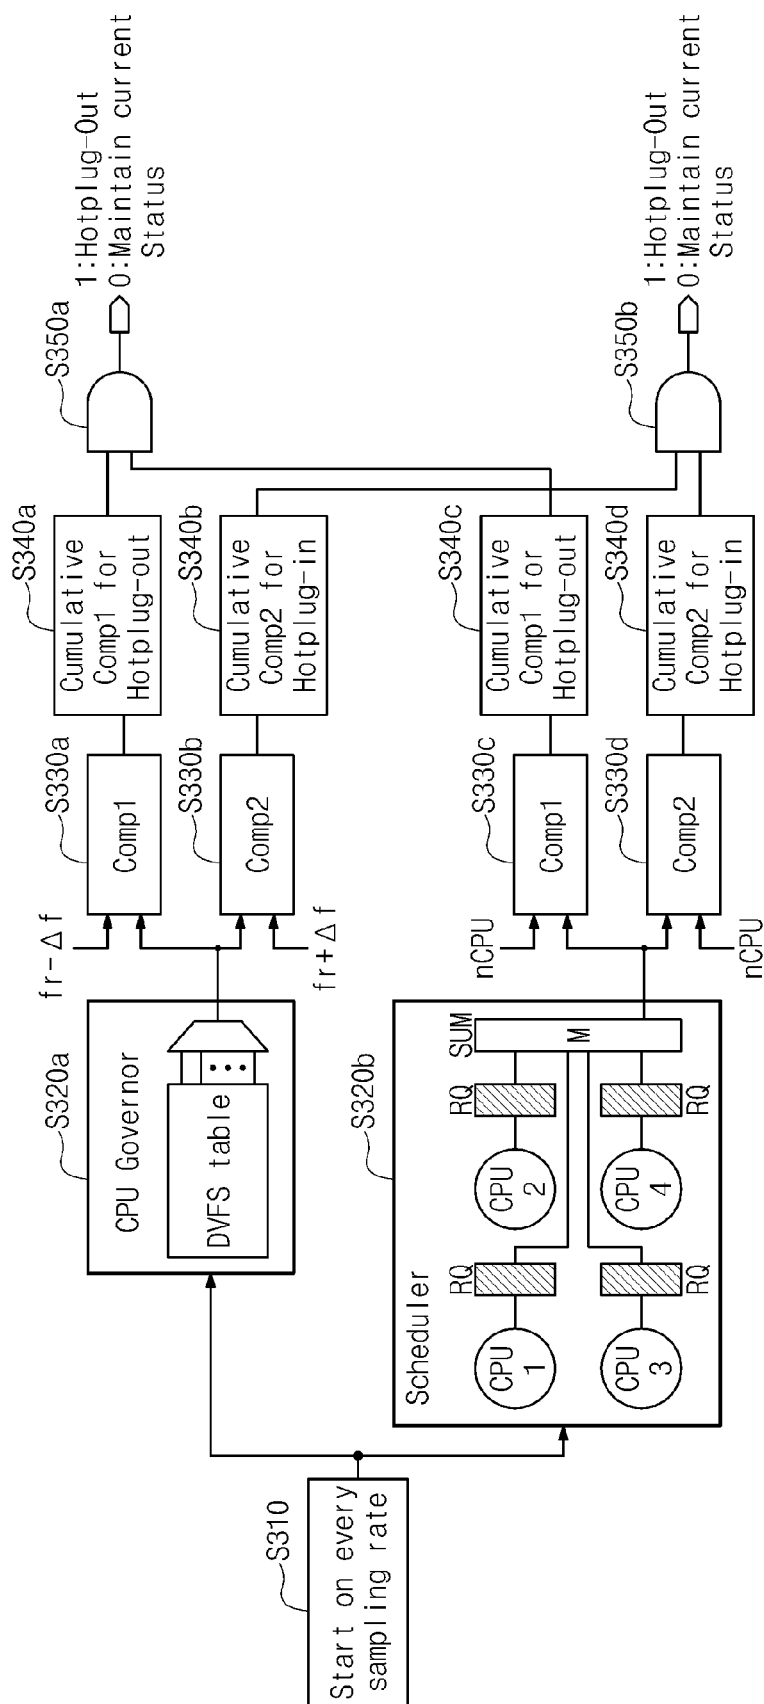 S310
Start on every
sampling rate
S320a
CPU Governor
DVFS table
S320b
Scheduler
CPU
1
RQ
CPU
2
RQ
CPU
3
RQ
CPU
4
RQ
SUM
M
fr-Δf
fr+Δf
nCPU
nCPU
S330a
Comp1
S330b
Comp2
S330c
Comp1
S330d
Comp2
S340a
Cumulative
Comp1 for
Hotplug-out
S340b
Cumulative
Comp2 for
Hotplug-in
S340c
Cumulative
Comp1 for
Hotplug-out
S340d
Cumulative
Comp2 for
Hotplug-in
S350a
1:Hotplug-Out
0:Maintain current
Status
S350b
1:Hotplug-Out
0:Maintain current
Status